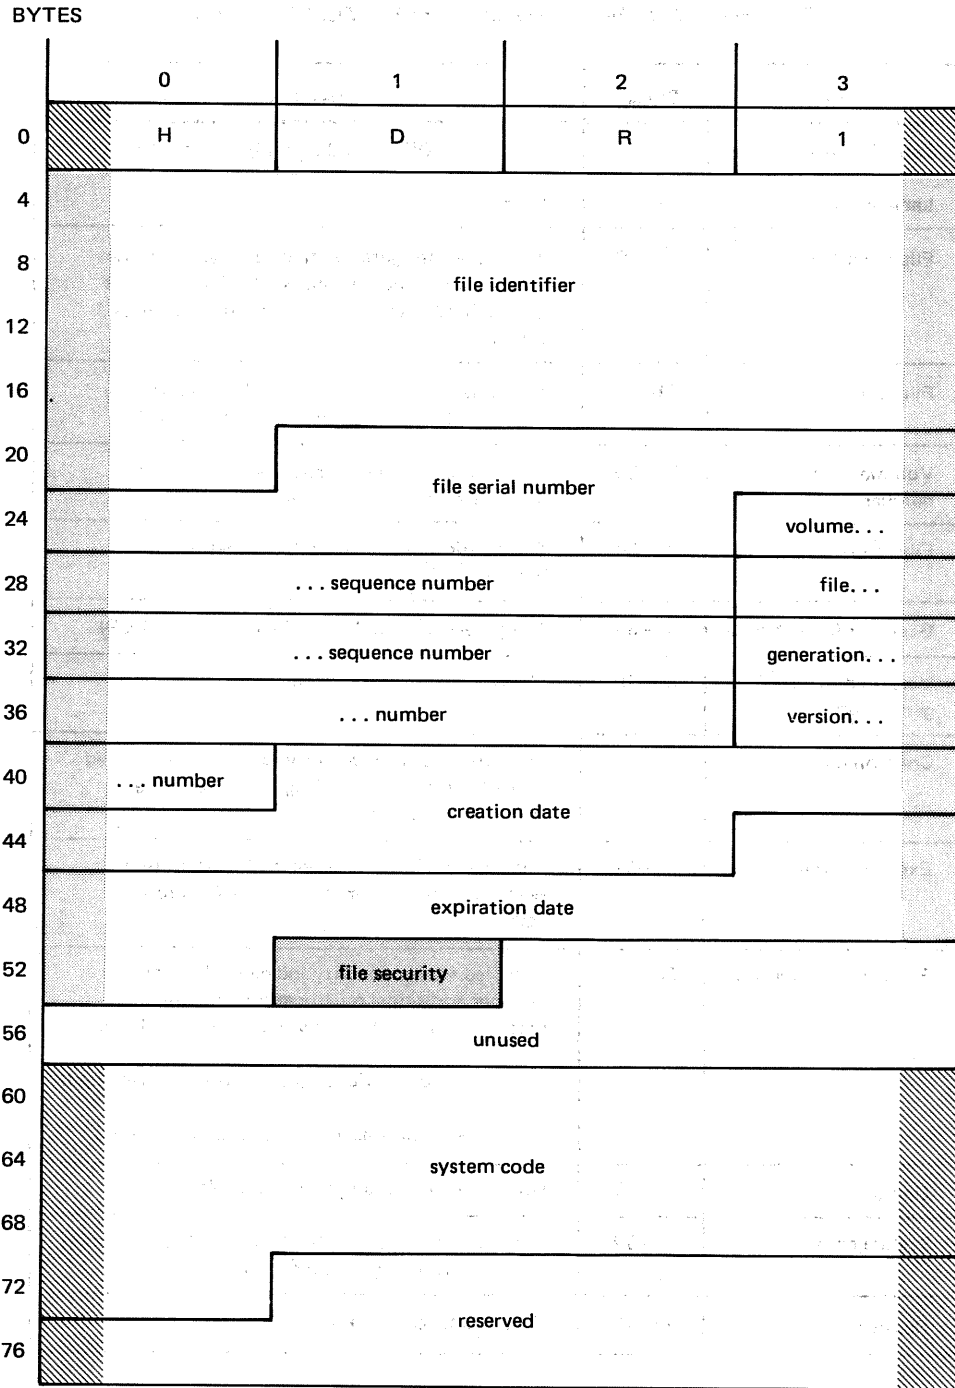 BYTES
0 1 2 3
0 H D R 1
4
8
file identifier
12
16
20
file serial number
24 volume...
28 ...sequence number file...
32 ...sequence number generation...
36 ...number version...
40 ...number
creation date
44
48 expiration date
52 file security
56 unused
60
64 system code
68
72
reserved
76